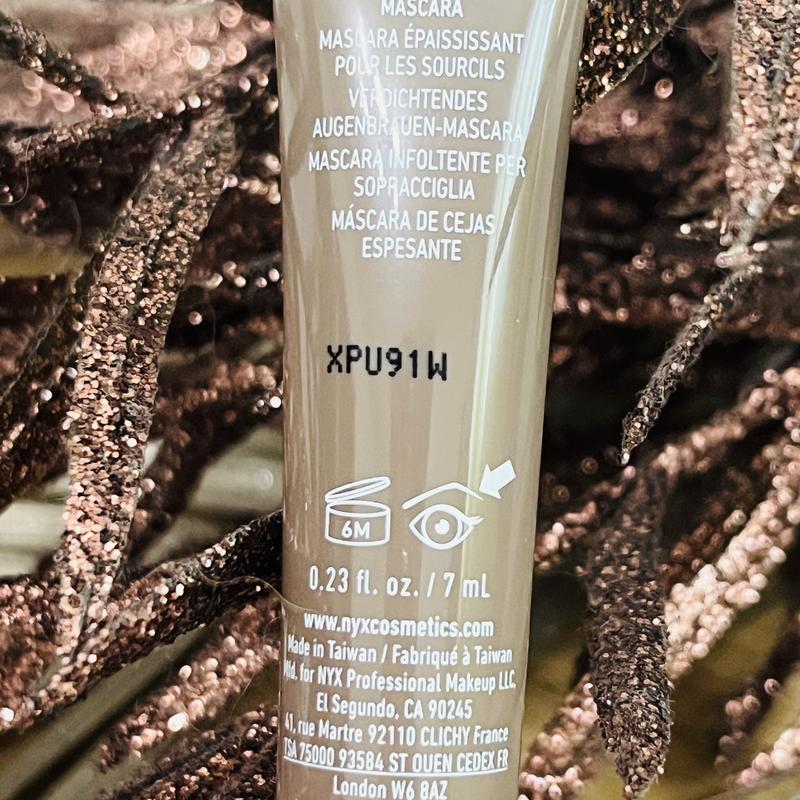 MASCARA
MASCARA ÉPAISSISSANT
POUR LES SOURCILS
VERDICHTENDES
AUGENBRAUEN-MASCARA
MASCARA INFOLTENTE PER
SOPRACCIGLIA
MÁSCARA DE CEJAS
ESPESANTE
XPU91W
6M
0.23 fl. oz. / 7 mL
www.nyxcosmetics.com
Made in Taiwan / Fabriqué à Taiwan
Mfd. for NYX Professional Makeup LLC,
El Segundo, CA 90245
41, rue Martre 92110 CLICHY France
TSA 75000 93584 ST OUEN CEDEX FR
London W6 8AZ